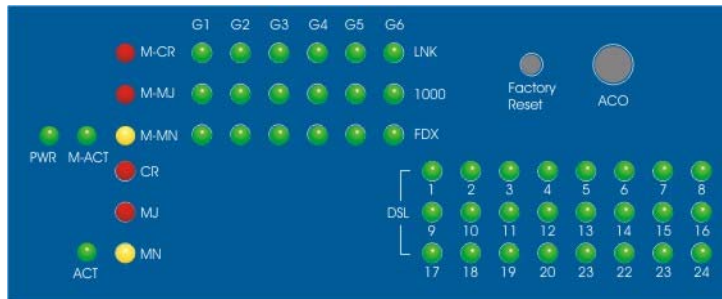 G1 G2 G3 G4 G5 G6
M-CR LNK
M-MJ 1000
M-MN FDX
PWR M-ACT
Factory
Reset
ACO
CR
1 2 3 4 5 6 7 8
MJ
DSL
9 10 11 12 13 14 15 16
MN
ACT
17 18 19 20 23 22 23 24